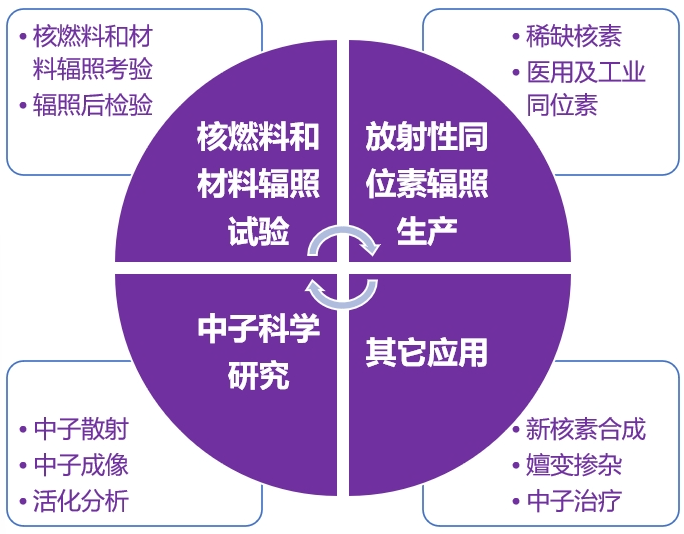 • 核燃料和材
料辐照考验
• 辐照后检验
核燃料和
材料辐照
试验
• 稀缺核素
• 医用及工业
同位素
放射性同
位素辐照
生产
中子科学
研究
• 中子散射
• 中子成像
• 活化分析
其它应用
• 新核素合成
• 嬗变掺杂
• 中子治疗